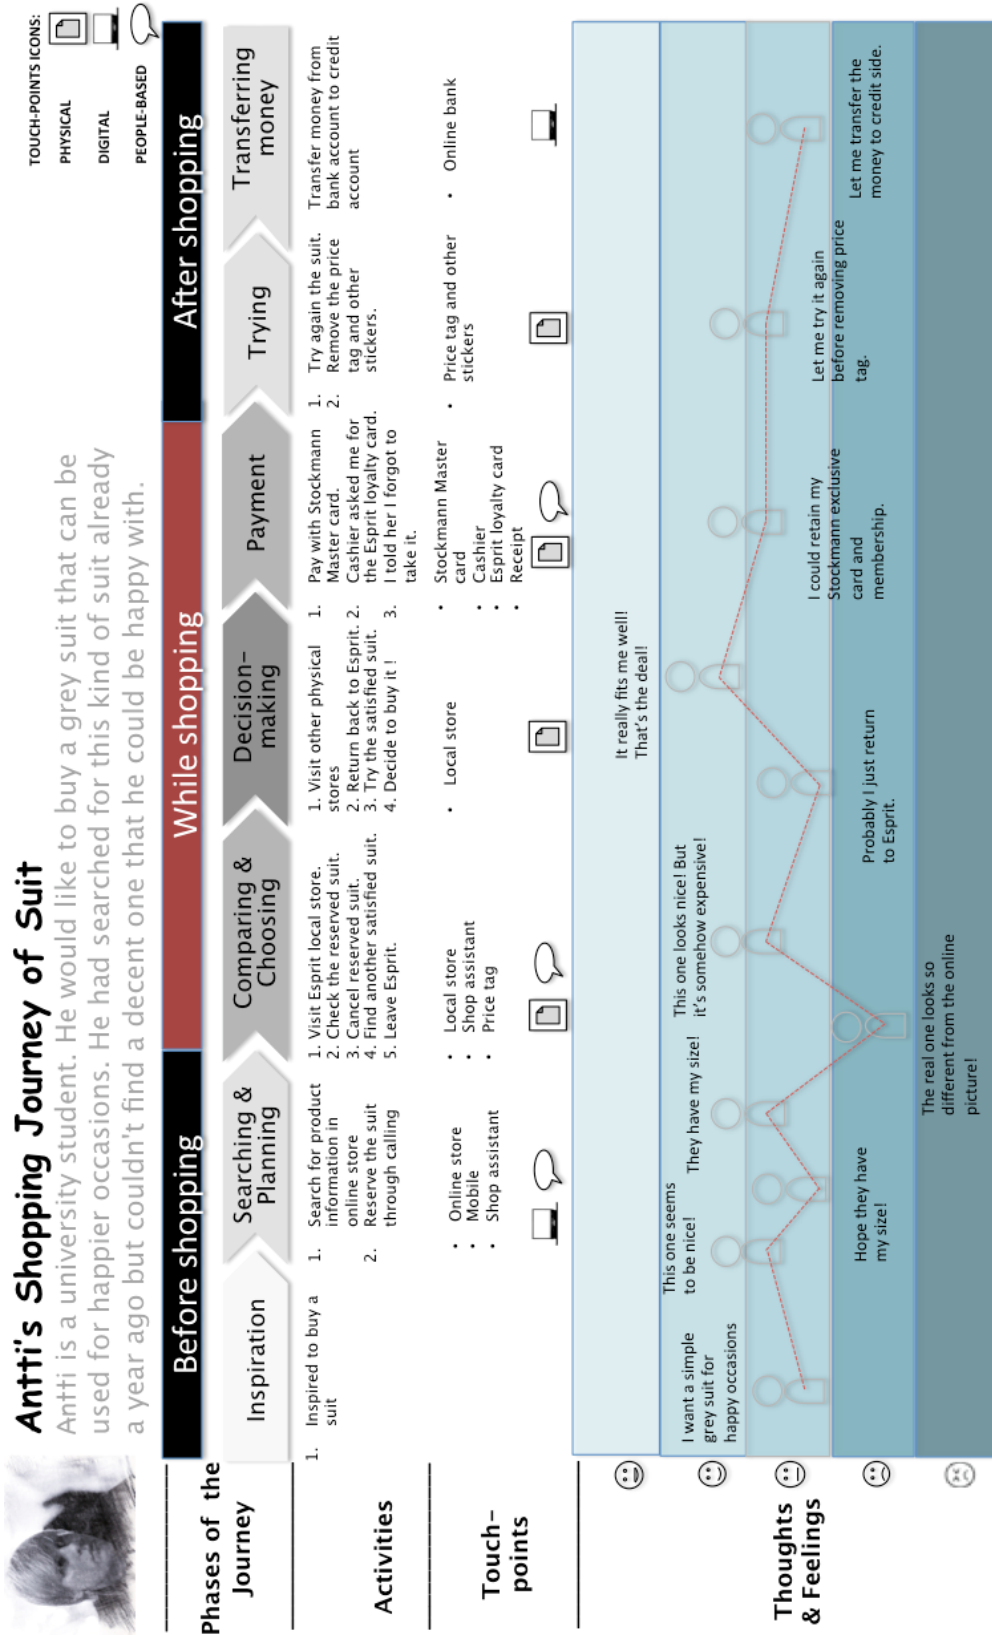 Antti's Shopping Journey of Suit
Antti is a university student. He would like to buy a grey suit that can be
used for happier occasions. He had searched for this kind of suit already
a year ago but couldn't find a decent one that he could be happy with.
TOUCH-POINTS ICONS:
PHYSICAL
DIGITAL
PEOPLE-BASED
Phases of the
Journey
Before shopping
While shopping
After shopping
Inspiration
Searching &
Planning
Comparing &
Choosing
Decision-
making
Payment
Trying
Transferring
money
Activities
1. Inspired to buy a
suit
1. Search for product
information in
online store
2. Reserve the suit
through calling
1. Visit Esprit local store.
2. Check the reserved suit.
3. Cancel reserved suit.
4. Find another satisfied suit.
5. Leave Esprit.
1. Visit other physical
stores
2. Return back to Esprit.
3. Try the satisfied suit.
4. Decide to buy it !
1. Pay with Stockmann
Master card.
2. Cashier asked me for
the Esprit loyalty card.
3. I told her I forgot to
take it.
1. Try again the suit.
2. Remove the price
tag and other
stickers.
Transfer money from
bank account to credit
account
Touch-
points
• Online store
• Mobile
• Shop assistant
• Local store
• Shop assistant
• Price tag
• Local store
• Stockmann Master
card
• Cashier
• Esprit loyalty card
• Receipt
• Price tag and other
stickers
• Online bank
Thoughts
& Feelings
I want a simple
grey suit for
happy occasions
This one seems
to be nice!
Hope they have
my size!
They have my size!
The real one looks so
different from the online
picture!
This one looks nice! But
it's somehow expensive!
Probably I just return
to Esprit.
It really fits me well!
That's the deal!
I could retain my
Stockmann exclusive
card and
membership.
Let me try it again
before removing price
tag.
Let me transfer the
money to credit side.